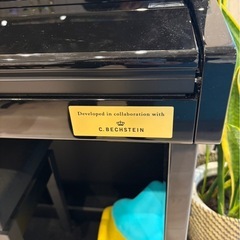 Developed in collaboration with
C. BECHSTEIN